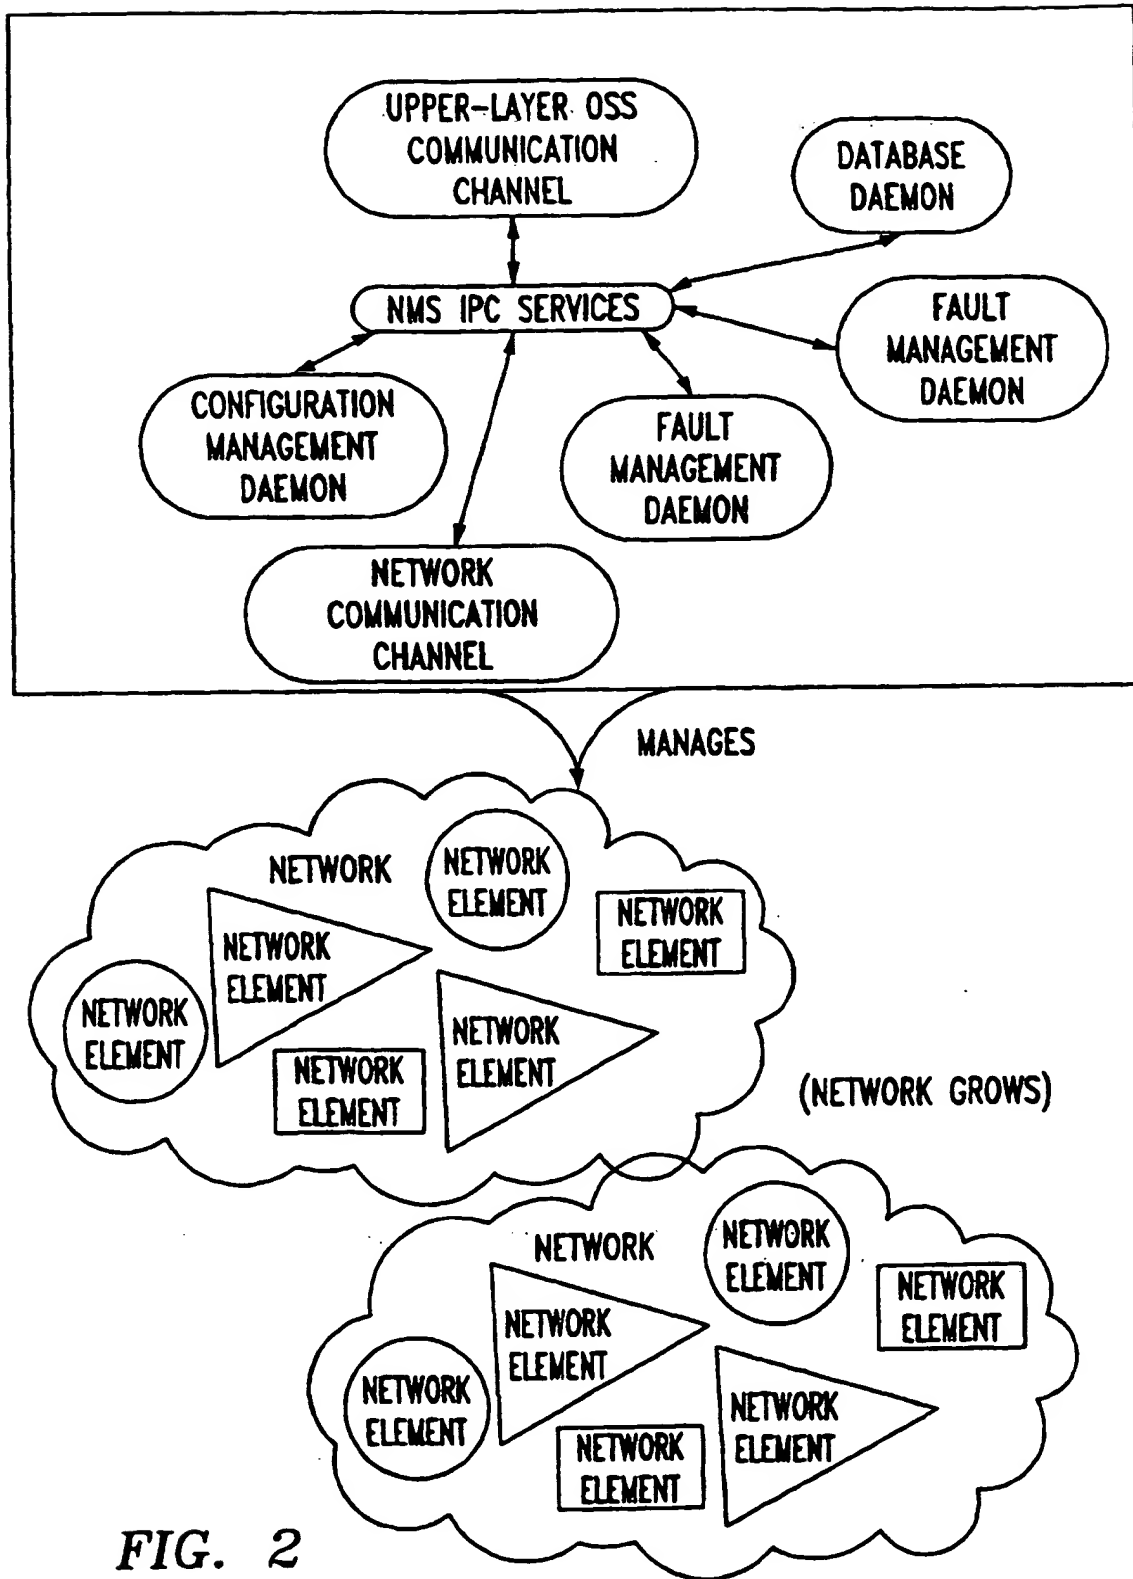 UPPER-LAYER OSS
COMMUNICATION
CHANNEL
DATABASE
DAEMON
NMS IPC SERVICES
FAULT
MANAGEMENT
DAEMON
CONFIGURATION
MANAGEMENT
DAEMON
FAULT
MANAGEMENT
DAEMON
NETWORK
COMMUNICATION
CHANNEL
MANAGES
NETWORK
NETWORK
ELEMENT
NETWORK
ELEMENT
NETWORK
ELEMENT
NETWORK
ELEMENT
NETWORK
ELEMENT
NETWORK
ELEMENT
(NETWORK GROWS)
NETWORK
NETWORK
ELEMENT
NETWORK
ELEMENT
NETWORK
ELEMENT
NETWORK
ELEMENT
NETWORK
ELEMENT
NETWORK
ELEMENT
FIG. 2